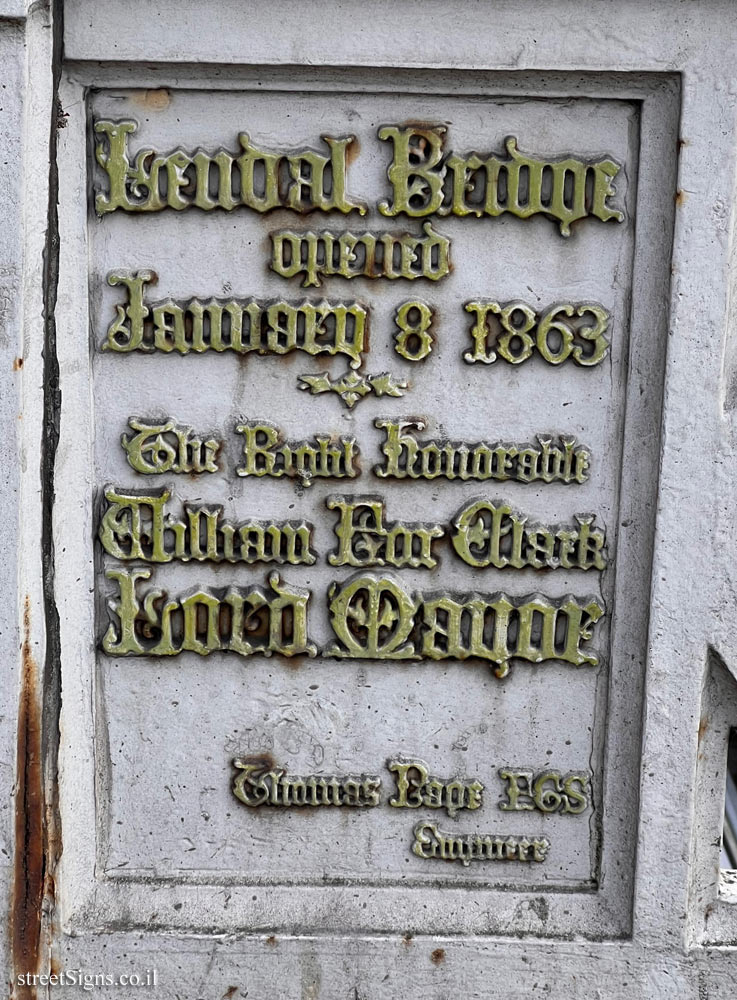 Lendal Bridge
opened
January 8 1863
The Right Honorable
William Fox Clark
Lord Mayor
Thomas Page FGS
Engineer
streetSigns.co.il